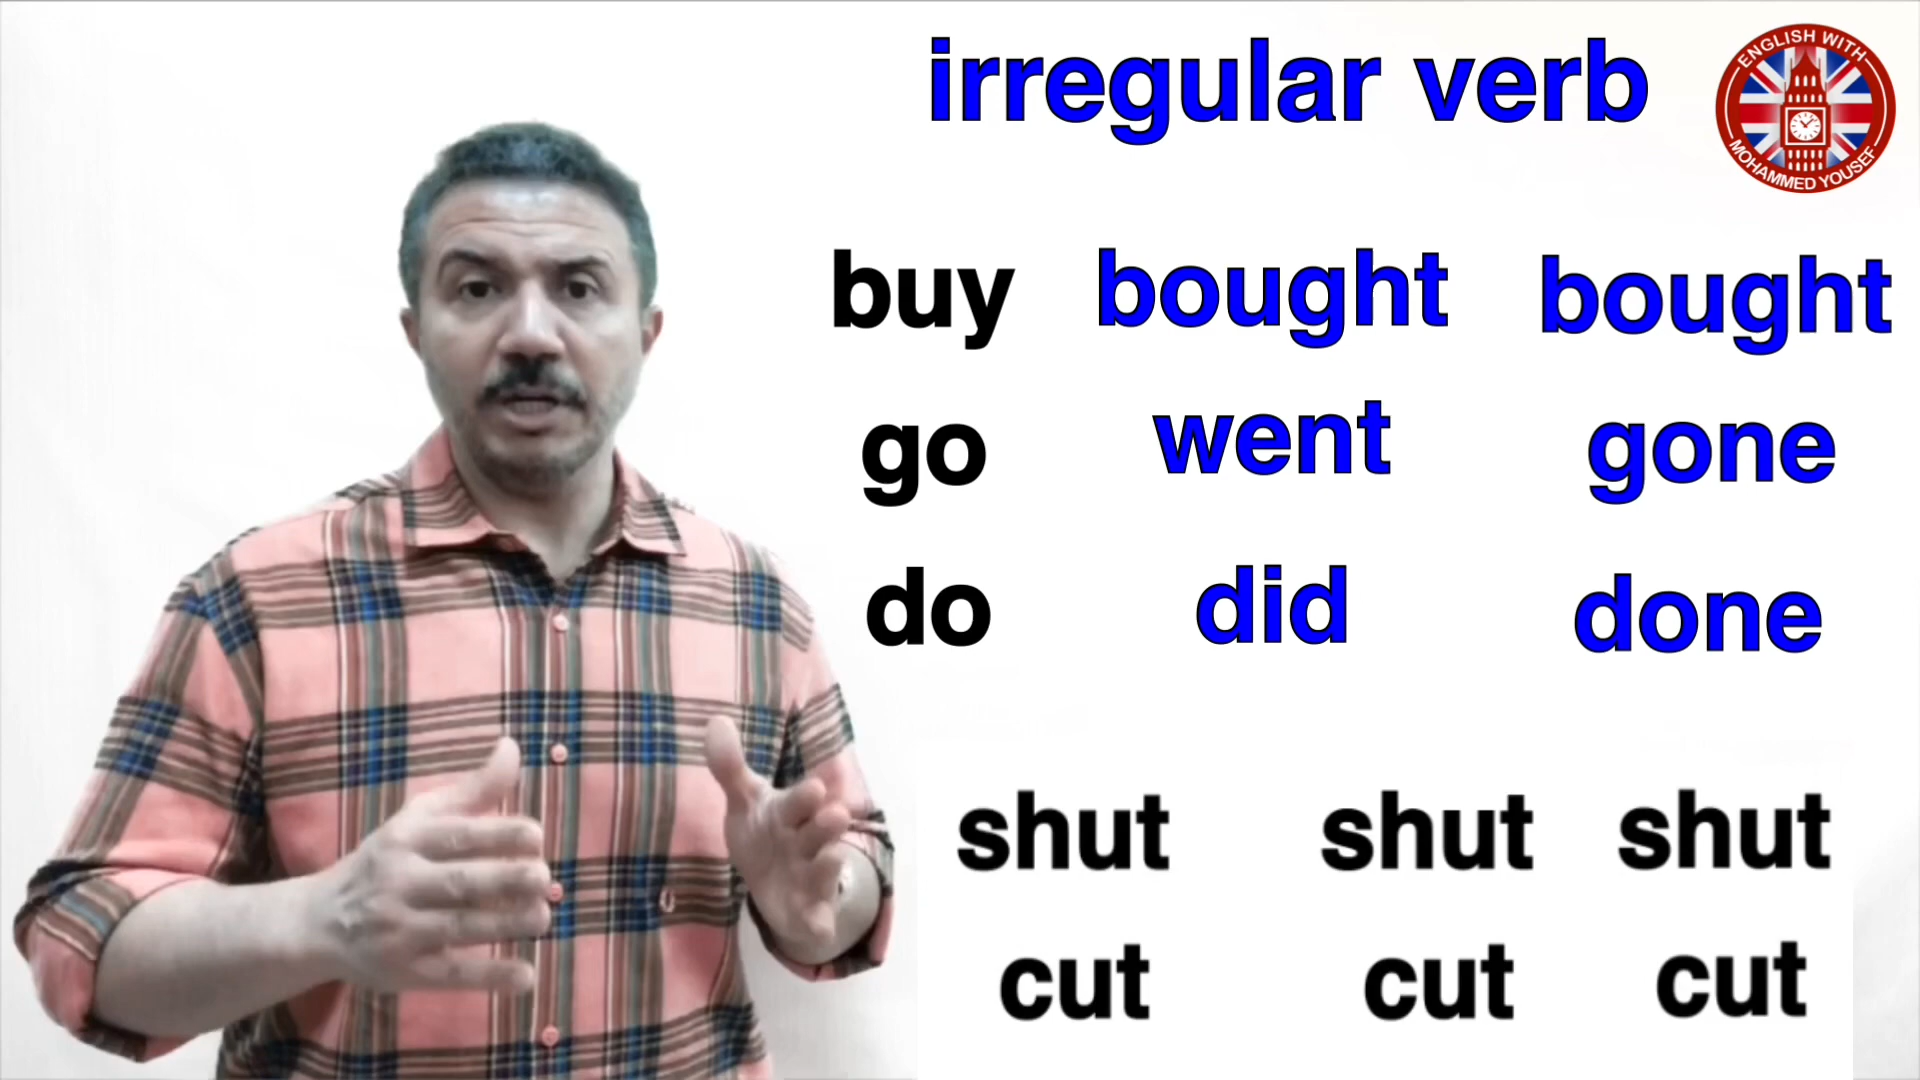 irregular verb
ENGLISH WITH
MOHAMMED YOUSEF
buy bought bought
go went gone
do did done
shut shut shut
cut cut cut